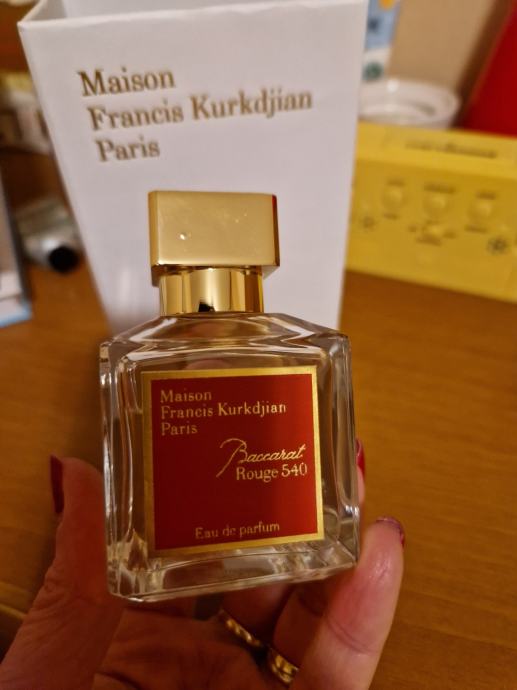 Maison
Francis Kurkdjian
Paris
Maison
Francis Kurkdjian
Paris
Baccarat
Rouge 540
Eau de parfum